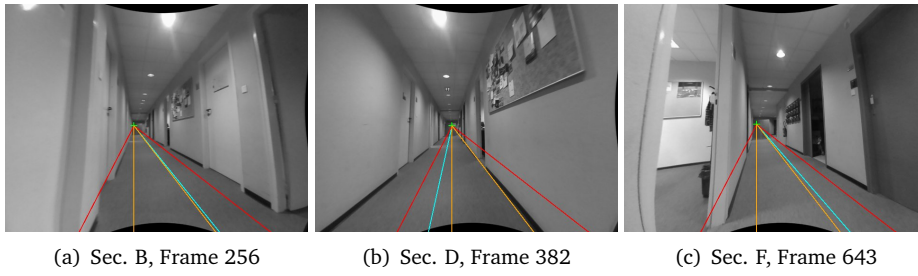 (a) Sec. B, Frame 256
(b) Sec. D, Frame 382
(c) Sec. F, Frame 643